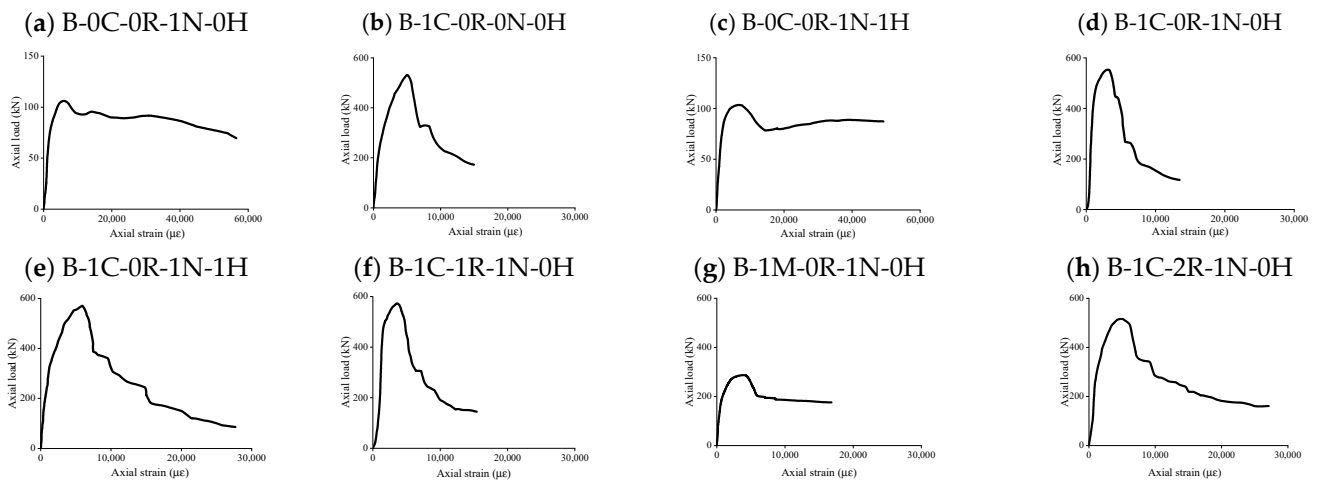 (a) B-0C-0R-1N-0H
150
100
50
0
Axial load (kN)
0 20,000 40,000 60,000
Axial strain (με)
(b) B-1C-0R-0N-0H
600
400
200
0
Axial load (kN)
0 10,000 20,000 30,000
Axial strain (με)
(c) B-0C-0R-1N-1H
150
100
50
0
Axial load (kN)
0 20,000 40,000 60,000
Axial strain (με)
(d) B-1C-0R-1N-0H
600
400
200
0
Axial load (kN)
0 10,000 20,000 30,000
Axial strain (με)
(e) B-1C-0R-1N-1H
600
400
200
0
Axial load (kN)
0 10,000 20,000 30,000
Axial strain (με)
(f) B-1C-1R-1N-0H
600
400
200
0
Axial load (kN)
0 10,000 20,000 30,000
Axial strain (με)
(g) B-1M-0R-1N-0H
600
400
200
0
Axial load (kN)
0 10,000 20,000 30,000
Axial strain (με)
(h) B-1C-2R-1N-0H
600
400
200
0
Axial load (kN)
0 10,000 20,000 30,000
Axial strain (με)